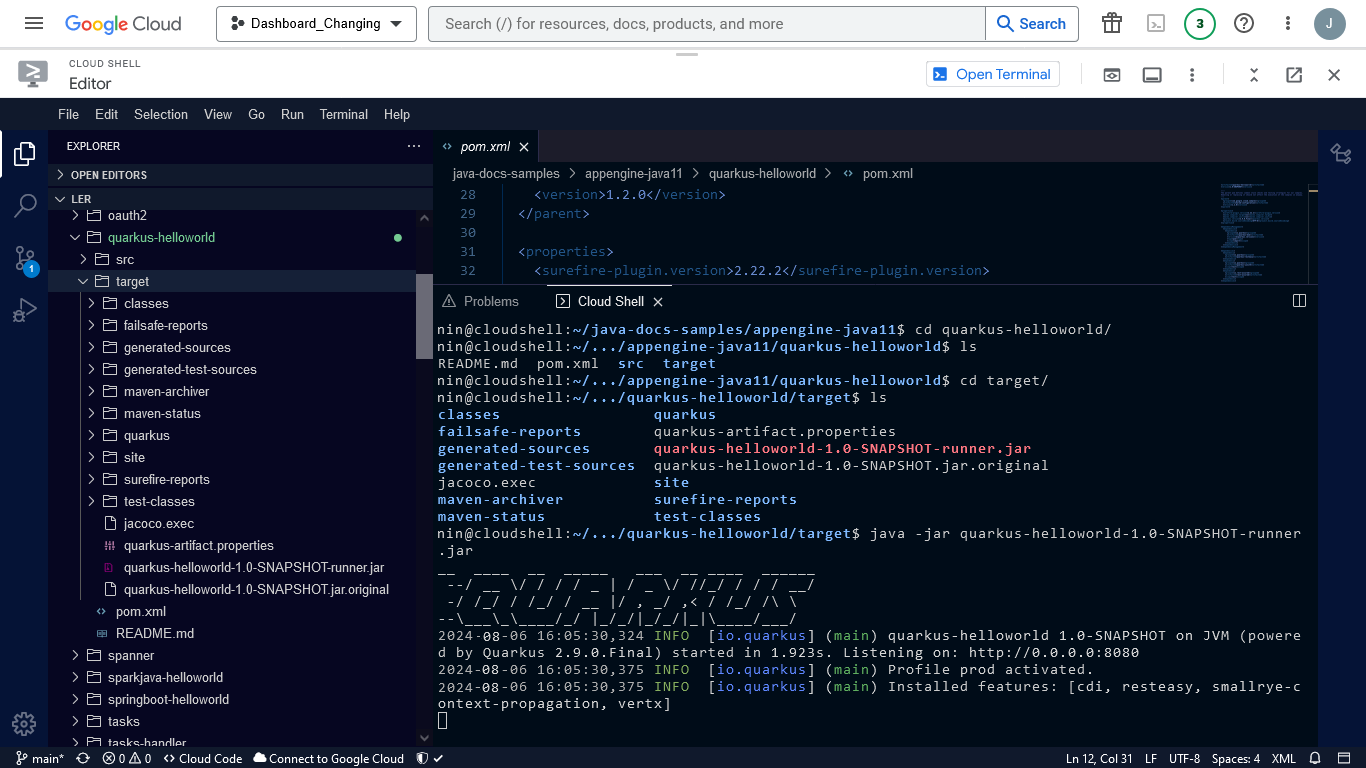 Google Cloud
Dashboard_Changing
Search (/) for resources, docs, products, and more
Search
3
J
CLOUD SHELL
Editor
Open Terminal
File Edit Selection View Go Run Terminal Help
EXPLORER
OPEN EDITORS
LER
oauth2
quarkus-helloworld
src
target
classes
failsafe-reports
generated-sources
generated-test-sources
maven-archiver
maven-status
quarkus
site
surefire-reports
test-classes
jacoco.exec
quarkus-artifact.properties
quarkus-helloworld-1.0-SNAPSHOT-runner.jar
quarkus-helloworld-1.0-SNAPSHOT.jar.original
pom.xml
README.md
spanner
sparkjava-helloworld
springboot-helloworld
tasks
tasks-handler
1
pom.xml
java-docs-samples > appengine-java11 > quarkus-helloworld > pom.xml
28 <version>1.2.0</version>
29 </parent>
30
31 <properties>
32 <surefire-plugin.version>2.22.2</surefire-plugin.version>
Problems
Cloud Shell
nin@cloudshell:~/java-docs-samples/appengine-java11$ cd quarkus-helloworld/
nin@cloudshell:~/.../appengine-java11/quarkus-helloworld$ ls
README.md pom.xml src target
nin@cloudshell:~/.../appengine-java11/quarkus-helloworld$ cd target/
nin@cloudshell:~/.../quarkus-helloworld/target$ ls
classes quarkus
failsafe-reports quarkus-artifact.properties
generated-sources quarkus-helloworld-1.0-SNAPSHOT-runner.jar
generated-test-sources quarkus-helloworld-1.0-SNAPSHOT.jar.original
jacoco.exec site
maven-archiver surefire-reports
maven-status test-classes
nin@cloudshell:~/.../quarkus-helloworld/target$ java -jar quarkus-helloworld-1.0-SNAPSHOT-runner
.jar
__  ____  __  _____   ___  __ ____  ______
 --/ __ \/ / / / _ | / _ \/ //_/ / / / __/
 -/ /_/ / /_/ / __ |/ , _/ ,< / /_/ /\ \
--\___\_\____/_/ |_/_/|_/_/|_|\____/___/
2024-08-06 16:05:30,324 INFO [io.quarkus] (main) quarkus-helloworld 1.0-SNAPSHOT on JVM (powere
d by Quarkus 2.9.0.Final) started in 1.923s. Listening on: http://0.0.0.0:8080
2024-08-06 16:05:30,375 INFO [io.quarkus] (main) Profile prod activated.
2024-08-06 16:05:30,375 INFO [io.quarkus] (main) Installed features: [cdi, resteasy, smallrye-c
ontext-propagation, vertx]
main* 0 0 Cloud Code Connect to Google Cloud Ln 12, Col 31 LF UTF-8 Spaces: 4 XML